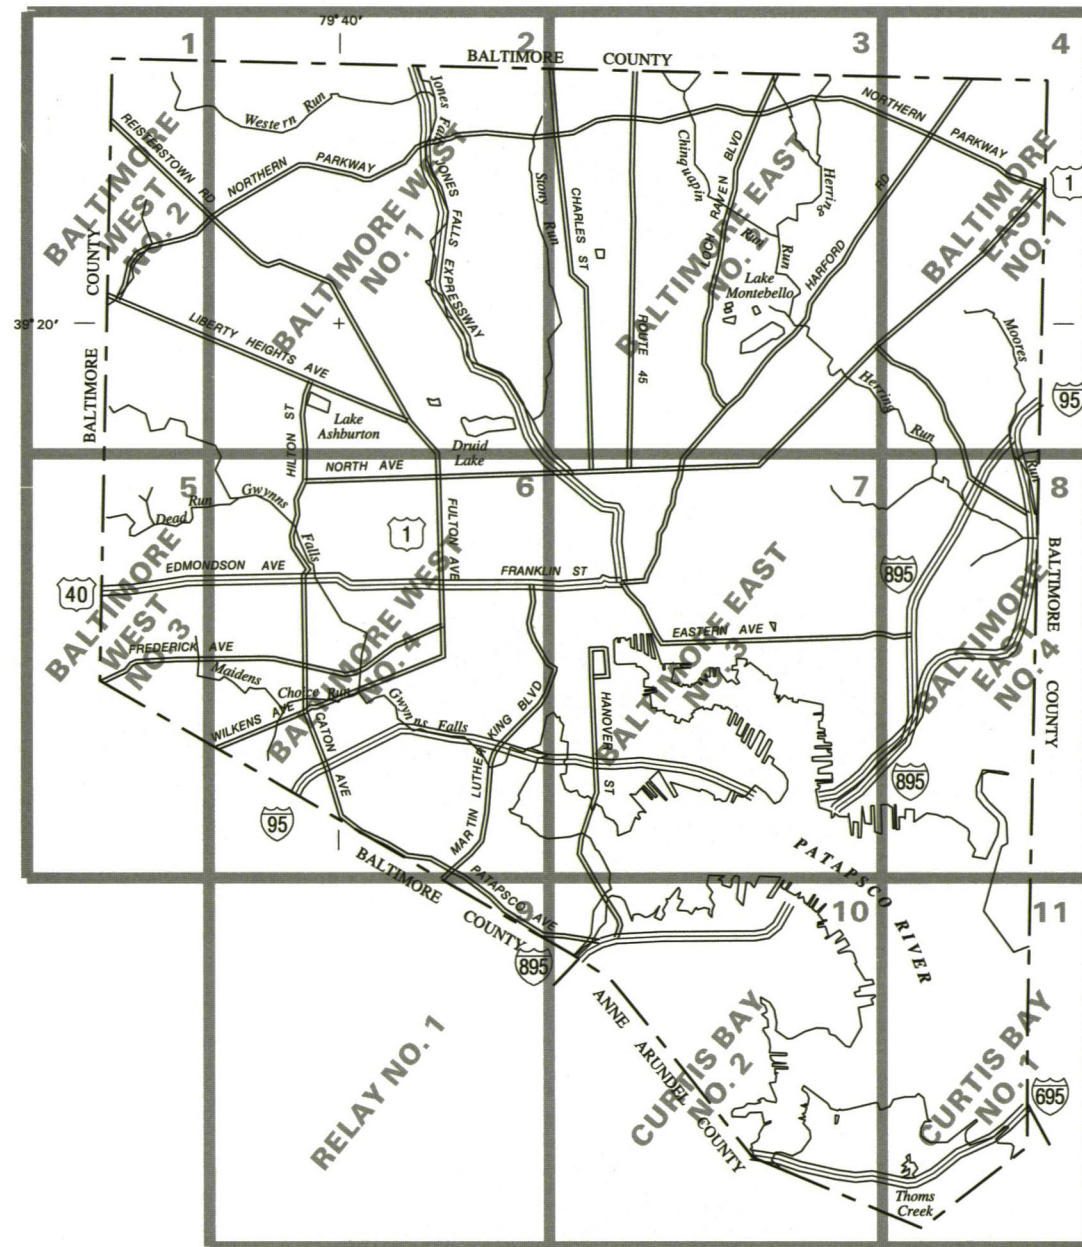 79° 40′
1
2
3
4
BALTIMORE COUNTY
Western Run
Jones Falls
NORTHERN PARKWAY
REISTERSTOWN RD
NORTHERN PARKWAY
BALTIMORE
WEST
NO. 2
BALTIMORE WEST
NO. 1
JONES FALLS EXPRESSWAY
Stony Run
CHARLES ST
Chinquapin Run
LOCH RAVEN BLVD
Herring Run
HARFORD RD
BALTIMORE EAST
BALTIMORE
EAST
NO. 1
1
BALTIMORE COUNTY
Lake
Montebello
39° 20′
LIBERTY HEIGHTS AVE
ROUTE 45
Moores Run
Herring Run
95
HILTON ST
Lake
Ashburton
Druid
Lake
NORTH AVE
5
6
7
8
Dead Run
Gwynns Falls
1
FULTON AVE
EDMONDSON AVE
FRANKLIN ST
895
40
BALTIMORE
WEST
NO. 3
BALTIMORE WEST
NO. 4
BALTIMORE EAST
NO. 3
BALTIMORE
EAST
NO. 4
BALTIMORE COUNTY
FREDERICK AVE
EASTERN AVE
Maidens Choice Run
Gwynns Falls
WILKENS AVE
CATON AVE
MARTIN LUTHER KING BLVD
HANOVER ST
895
95
BALTIMORE COUNTY
PATAPSCO AVE
PATAPSCO RIVER
9
10
11
895
ANNE ARUNDEL COUNTY
RELAY NO. 1
CURTIS BAY
NO. 2
CURTIS BAY
NO. 1
695
Thoms
Creek